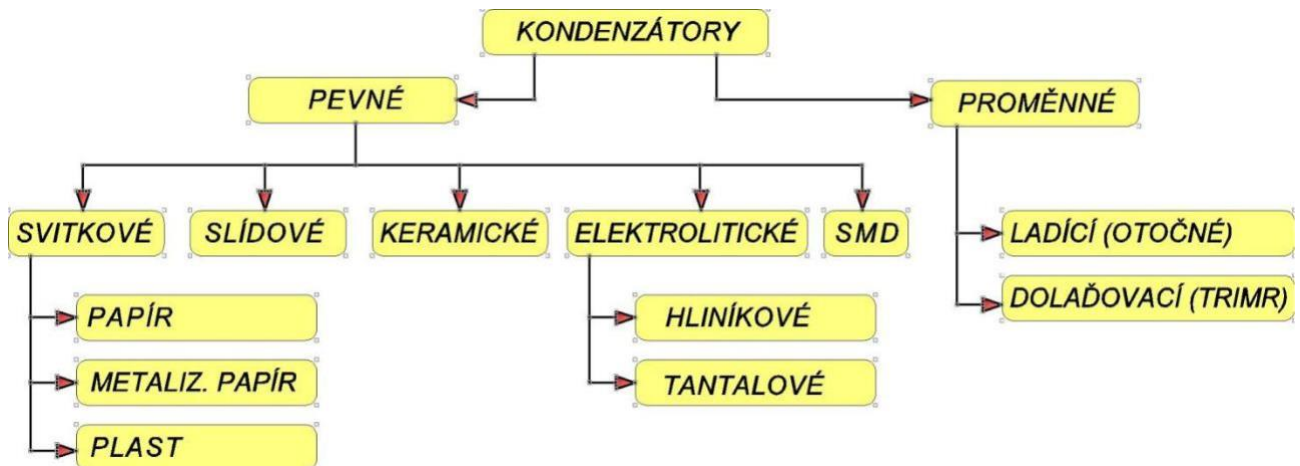 KONDENZÁTORY
PEVNÉ
PROMĚNNÉ
SVITKOVÉ
SLÍDOVÉ
KERAMICKÉ
ELEKTROLITICKÉ
SMD
LADÍCÍ (OTOČNÉ)
DOLAĎOVACÍ (TRIMR)
PAPÍR
METALIZ. PAPÍR
PLAST
HLINÍKOVÉ
TANTALOVÉ